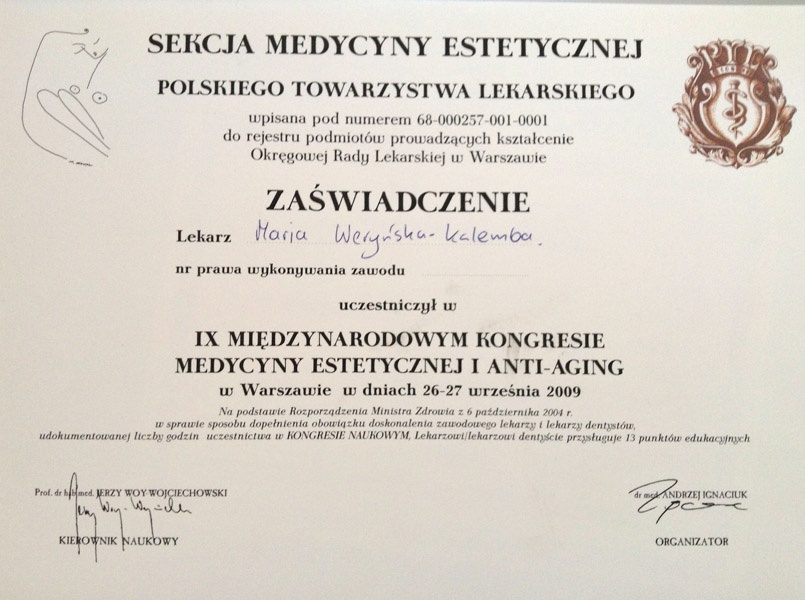 SEKCJA MEDYCYNY ESTETYCZNEJ
POLSKIEGO TOWARZYSTWA LEKARSKIEGO
wpisana pod numerem 68-000257-001-0001
do rejestru podmiotów prowadzących kształcenie
Okręgowej Rady Lekarskiej w Warszawie
ZAŚWIADCZENIE
Lekarz Maria Weryńska-Kalemba.
nr prawa wykonywania zawodu
uczestniczył w
IX MIĘDZYNARODOWYM KONGRESIE
MEDYCYNY ESTETYCZNEJ I ANTI-AGING
w Warszawie w dniach 26-27 września 2009
Na podstawie Rozporządzenia Ministra Zdrowia z 6 października 2004 r.
w sprawie sposobu dopełnienia obowiązku doskonalenia zawodowego lekarzy i lekarzy dentystów,
udokumentowanej liczby godzin uczestnictwa w KONGRESIE NAUKOWYM, Lekarzowi/lekarzowi dentyście przysługuje 13 punktów edukacyjnych
Prof. dr hab. med. JERZY WOY-WOJCIECHOWSKI
Jerzy Woy-Wojciech
KIEROWNIK NAUKOWY
dr med. ANDRZEJ IGNACIUK
ORGANIZATOR